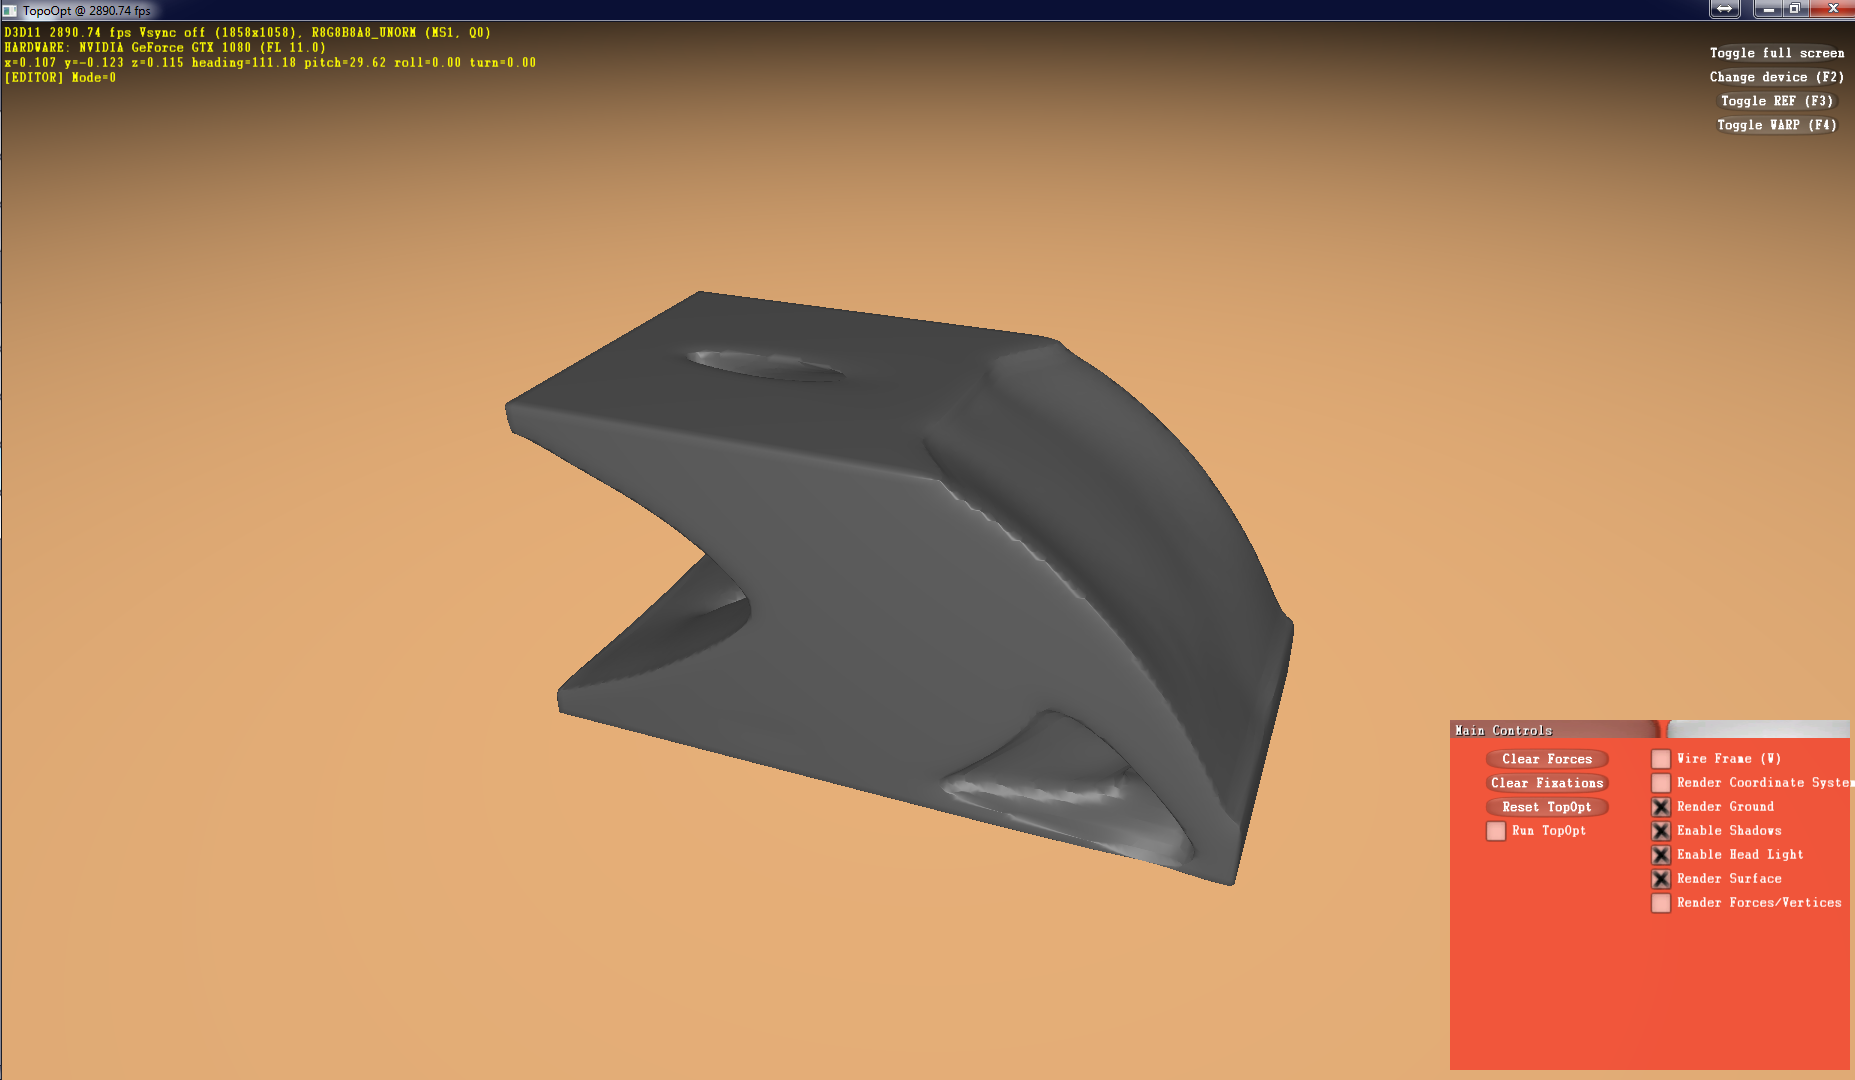 TopoOpt @ 2890.74 fps
D3D11 2890.74 fps Vsync off (1858x1058), R8G8B8A8_UNORM (MS1, Q0)
HARDWARE: NVIDIA GeForce GTX 1080 (FL 11.0)
x=0.107 y=-0.123 z=0.115 heading=111.18 pitch=29.62 roll=0.00 turn=0.00
[EDITOR] Mode=0
Toggle full screen
Change device (F2)
Toggle REF (F3)
Toggle WARP (F4)
Main Controls
Clear Forces
Clear Fixations
Reset TopOpt
Run TopOpt
Wire Frame (W)
Render Coordinate System
Render Ground
Enable Shadows
Enable Head Light
Render Surface
Render Forces/Vertices